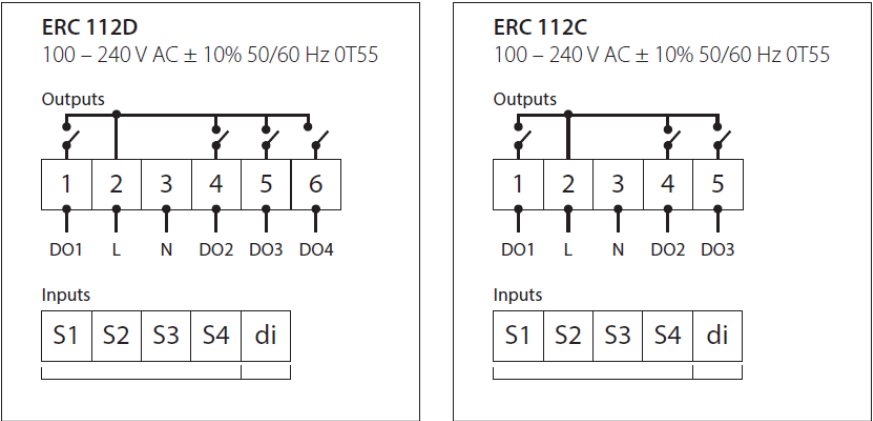 ERC 112D
100 – 240 V AC ± 10% 50/60 Hz 0T55
Outputs
1 2 3 4 5 6
DO1 L N DO2 DO3 DO4
Inputs
S1 S2 S3 S4 di
ERC 112C
100 – 240 V AC ± 10% 50/60 Hz 0T55
Outputs
1 2 3 4 5
DO1 L N DO2 DO3
Inputs
S1 S2 S3 S4 di